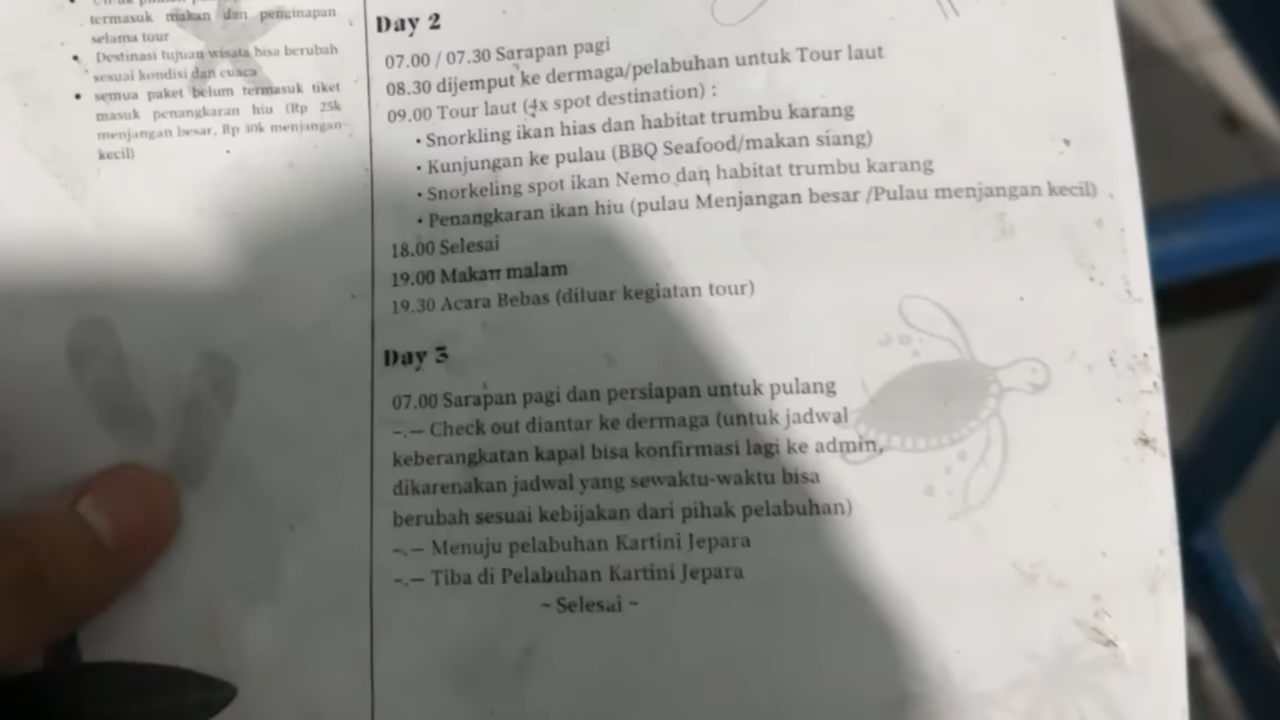 termasuk makan dan penginapan
selama tour
• Destinasi tujuan wisata bisa berubah
sesuai kondisi dan cuaca
• semua paket belum termasuk tiket
masuk penangkaran hiu (Rp 25k
menjangan besar, Rp 30k menjangan
kecil)
Day 2
07.00 / 07.30 Sarapan pagi
08.30 dijemput ke dermaga/pelabuhan untuk Tour laut
09.00 Tour laut (4x spot destination) :
• Snorkling ikan hias dan habitat trumbu karang
• Kunjungan ke pulau (BBQ Seafood/makan siang)
• Snorkeling spot ikan Nemo dan habitat trumbu karang
• Penangkaran ikan hiu (pulau Menjangan besar /Pulau menjangan kecil)
18.00 Selesai
19.00 Makan malam
19.30 Acara Bebas (diluar kegiatan tour)
Day 3
07.00 Sarapan pagi dan persiapan untuk pulang
–.– Check out diantar ke dermaga (untuk jadwal
keberangkatan kapal bisa konfirmasi lagi ke admin,
dikarenakan jadwal yang sewaktu-waktu bisa
berubah sesuai kebijakan dari pihak pelabuhan)
–.– Menuju pelabuhan Kartini Jepara
–.– Tiba di Pelabuhan Kartini Jepara
~ Selesai ~